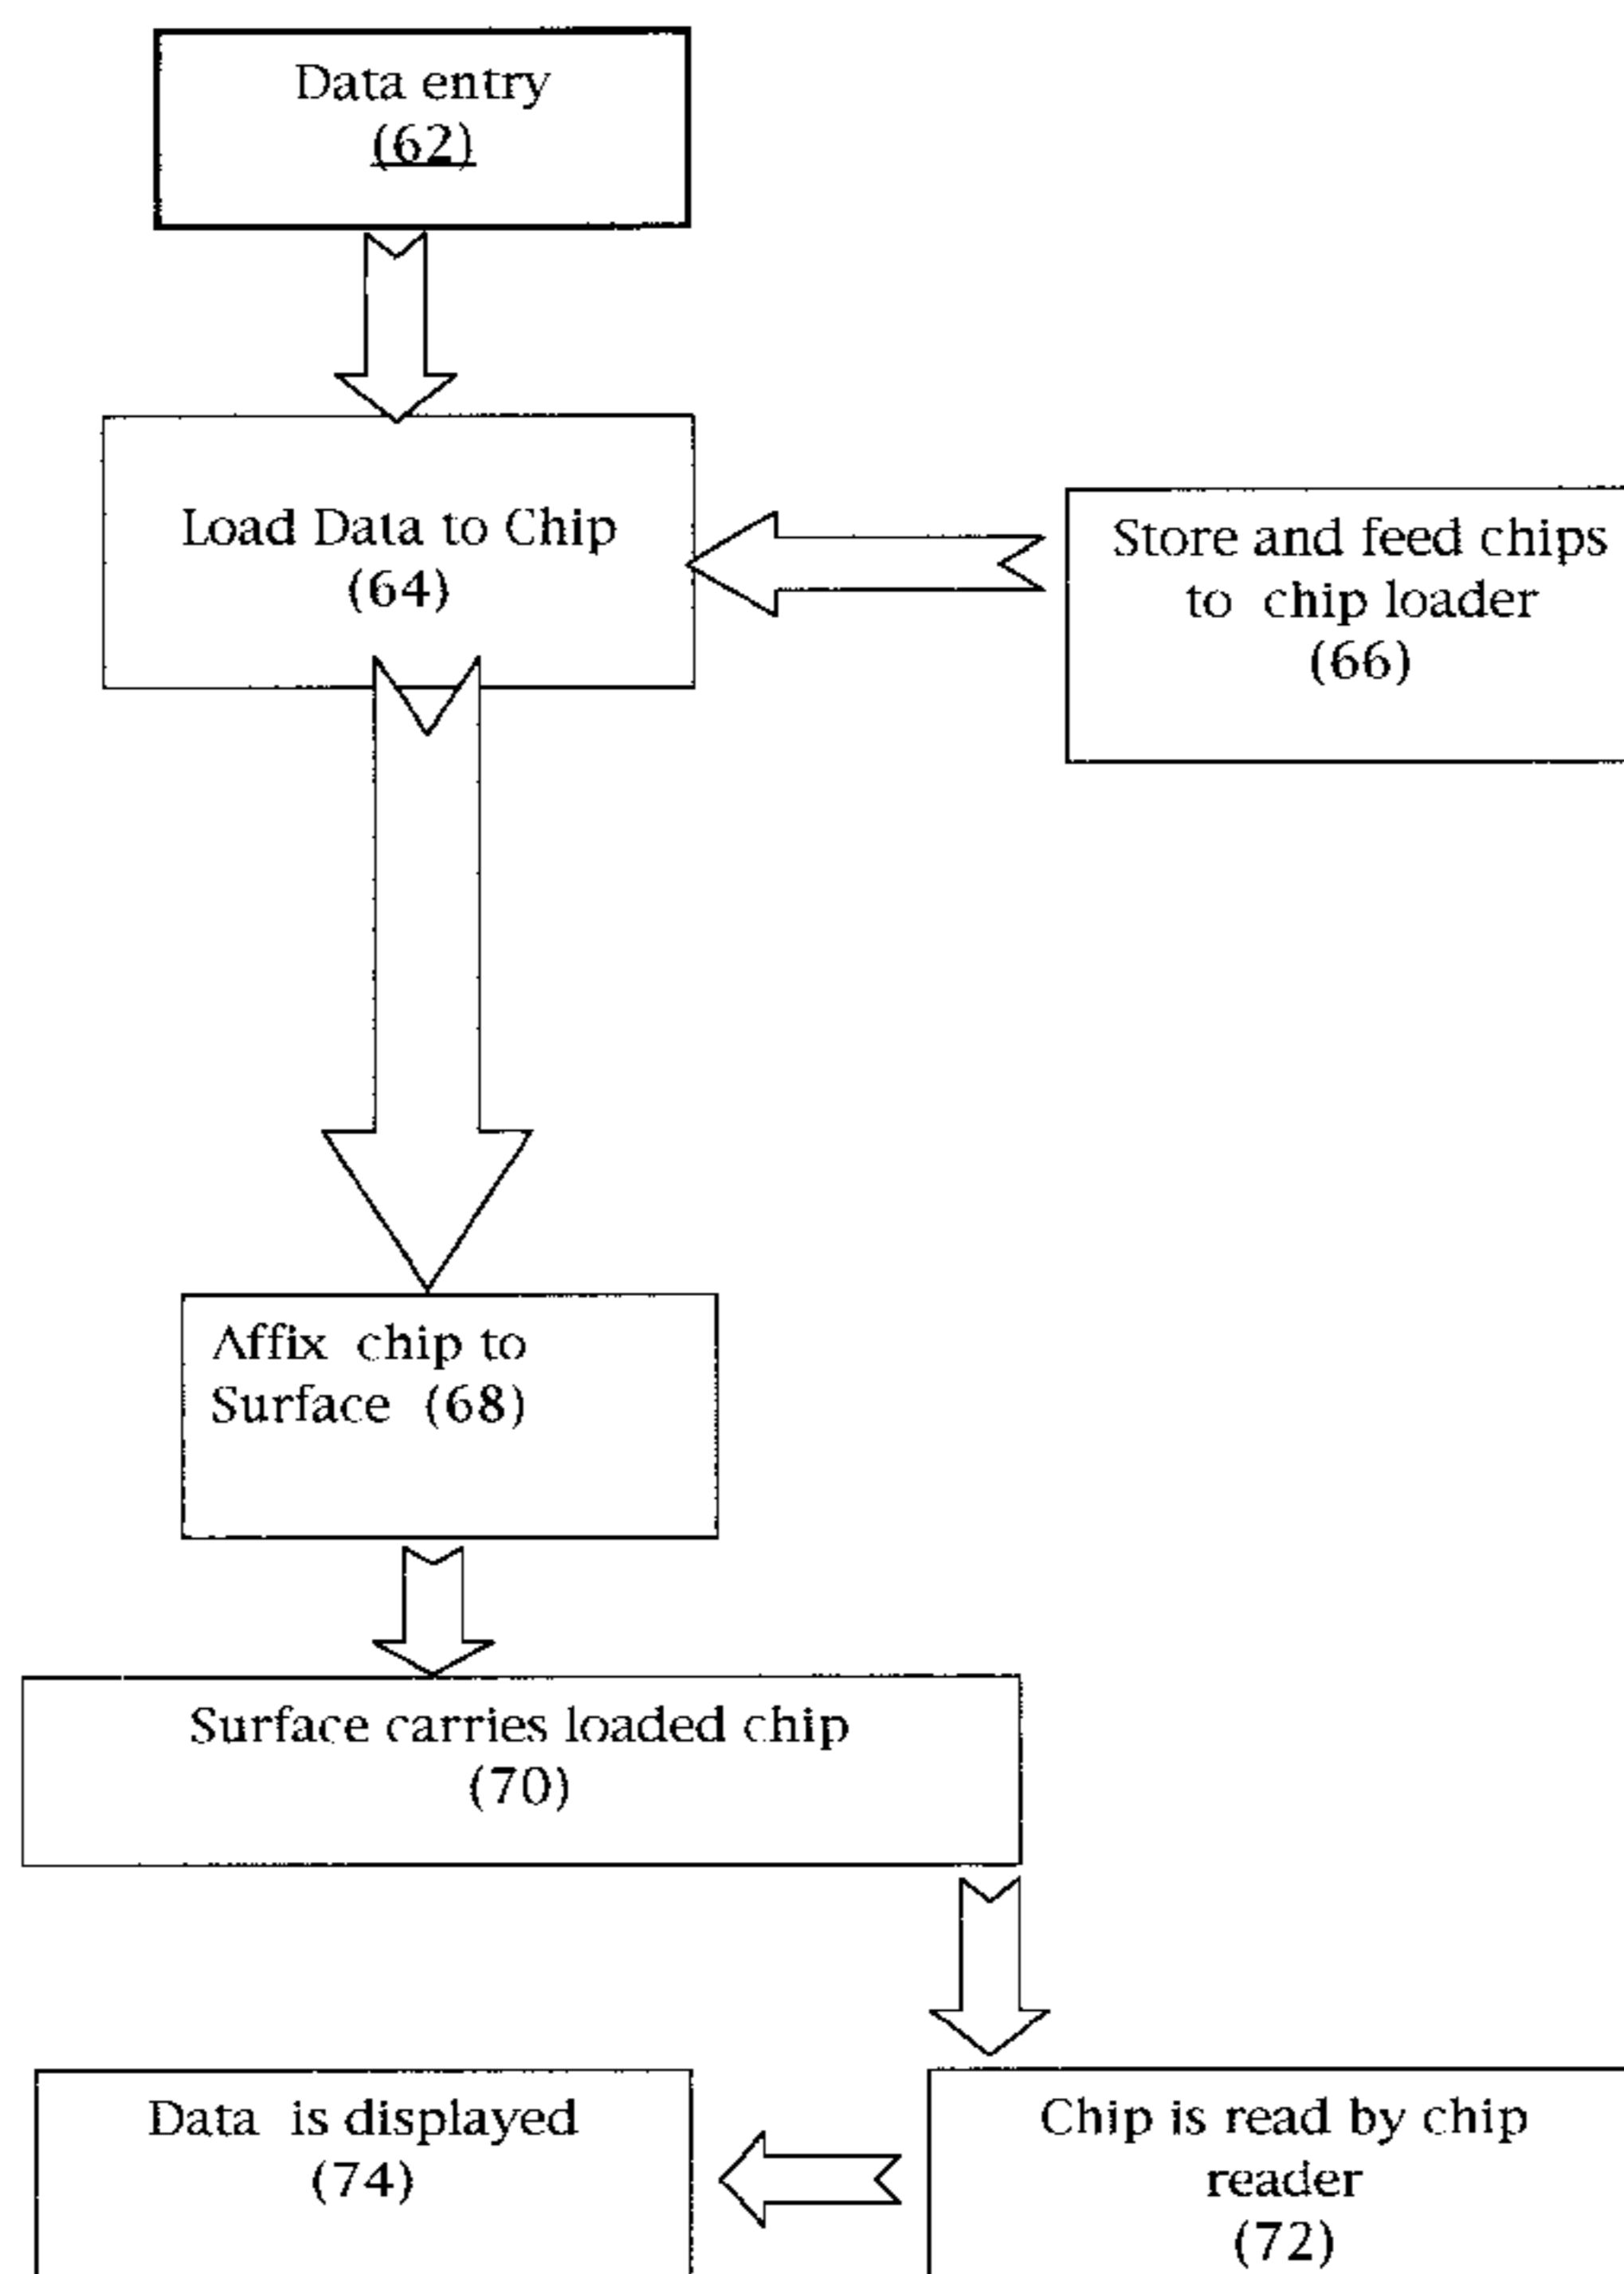 Data entry
(62)
Load Data to Chip
(64)
Store and feed chips
to chip loader
(66)
Affix chip to
Surface (68)
Surface carries loaded chip
(70)
Chip is read by chip
reader
(72)
Data is displayed
(74)